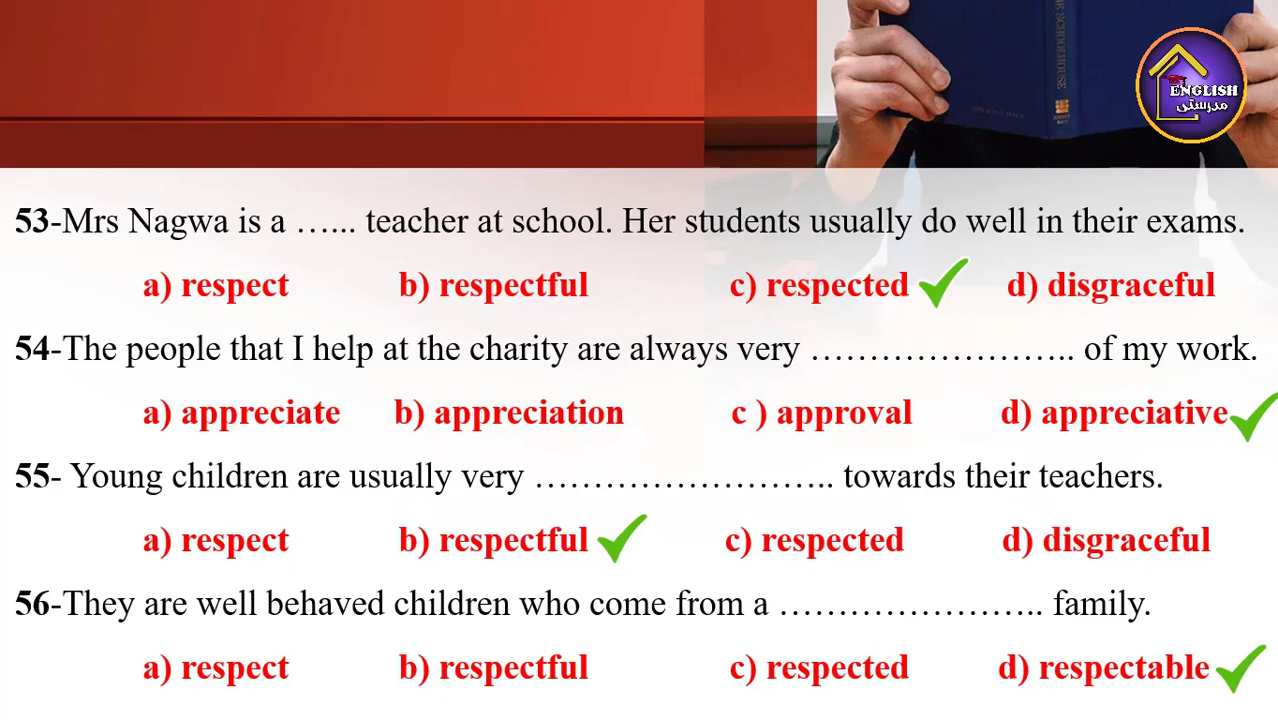 ENGLISH
مدرستى
53-Mrs Nagwa is a …... teacher at school. Her students usually do well in their exams.
a) respect b) respectful c) respected d) disgraceful
54-The people that I help at the charity are always very ………………….. of my work.
a) appreciate b) appreciation c ) approval d) appreciative
55- Young children are usually very …………………….. towards their teachers.
a) respect b) respectful c) respected d) disgraceful
56-They are well behaved children who come from a ………………….. family.
a) respect b) respectful c) respected d) respectable